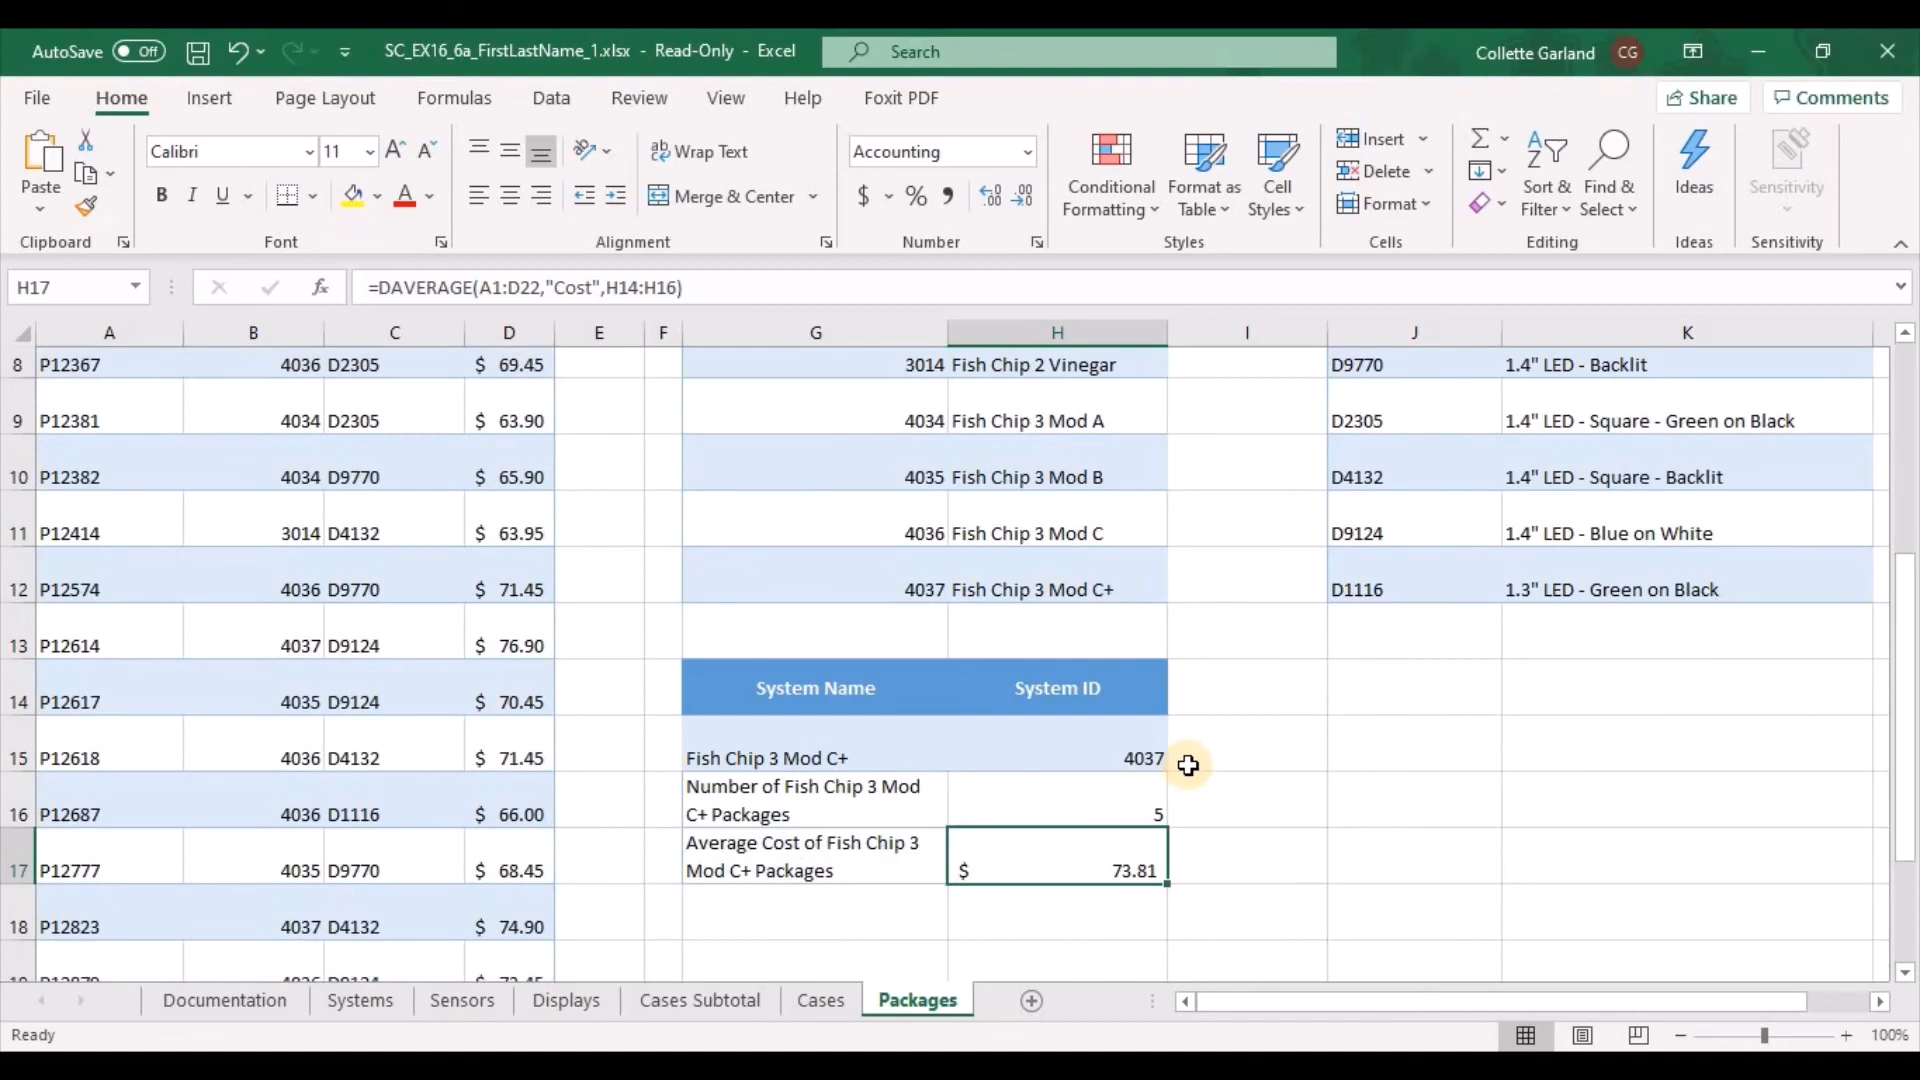 AutoSave Off SC_EX16_6a_FirstLastName_1.xlsx - Read-Only - Excel Search Collette Garland CG
File Home Insert Page Layout Formulas Data Review View Help Foxit PDF Share Comments
Paste Calibri 11 Wrap Text Accounting Conditional Formatting Format as Table Cell Styles Insert Sort & Filter Find & Select Ideas Sensitivity
B I U Merge & Center $ % Delete
Format
Clipboard Font Alignment Number Styles Cells Editing Ideas Sensitivity
H17 fx =DAVERAGE(A1:D22,"Cost",H14:H16)
A B C D E F G H I J K
8 P12367 4036 D2305 $ 69.45 3014 Fish Chip 2 Vinegar D9770 1.4" LED - Backlit
9 P12381 4034 D2305 $ 63.90 4034 Fish Chip 3 Mod A D2305 1.4" LED - Square - Green on Black
10 P12382 4034 D9770 $ 65.90 4035 Fish Chip 3 Mod B D4132 1.4" LED - Square - Backlit
11 P12414 3014 D4132 $ 63.95 4036 Fish Chip 3 Mod C D9124 1.4" LED - Blue on White
12 P12574 4036 D9770 $ 71.45 4037 Fish Chip 3 Mod C+ D1116 1.3" LED - Green on Black
13 P12614 4037 D9124 $ 76.90
14 P12617 4035 D9124 $ 70.45 System Name System ID
15 P12618 4036 D4132 $ 71.45 Fish Chip 3 Mod C+ 4037
16 P12687 4036 D1116 $ 66.00 Number of Fish Chip 3 Mod C+ Packages 5
17 P12777 4035 D9770 $ 68.45 Average Cost of Fish Chip 3 Mod C+ Packages $ 73.81
18 P12823 4037 D4132 $ 74.90
Documentation Systems Sensors Displays Cases Subtotal Cases Packages
Ready 100%